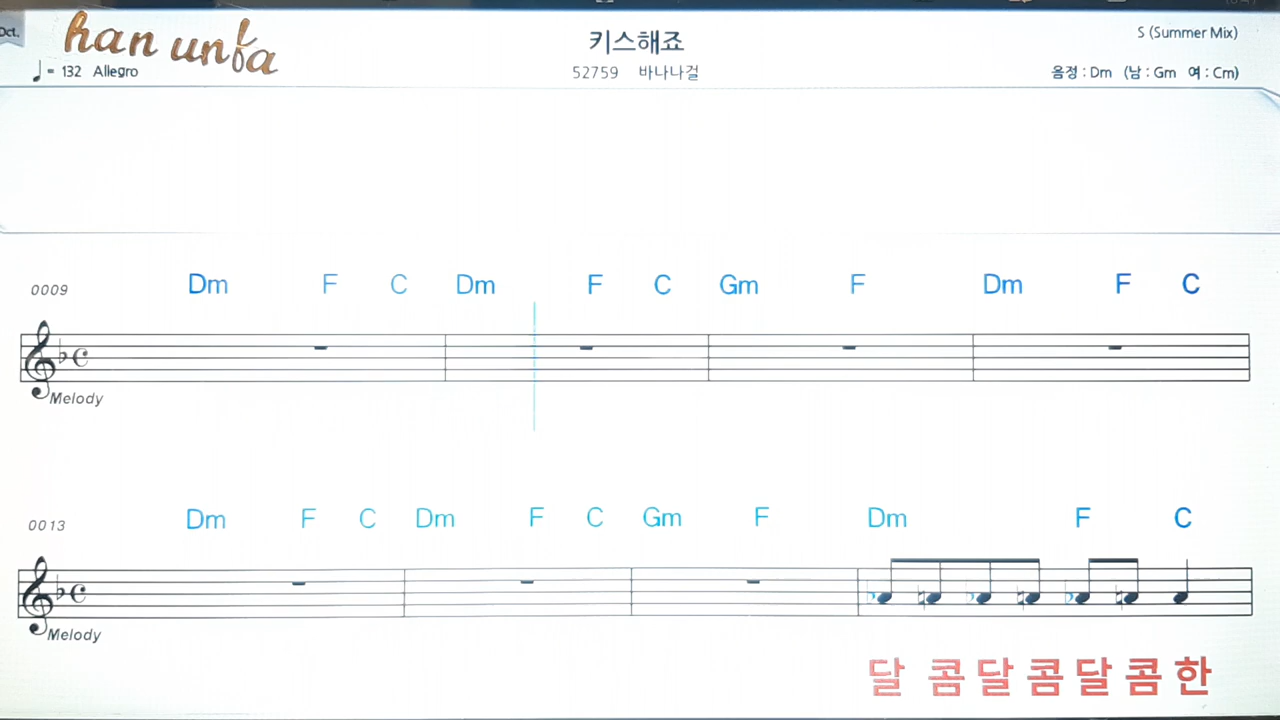 Oct.
han unfa
키스해죠
S (Summer Mix)
♩ = 132 Allegro
52759 바나나걸
음정 : Dm (남 : Gm 여 : Cm)
0009 Dm F C Dm F C Gm F Dm F C
Melody
0013 Dm F C Dm F C Gm F Dm F C
Melody
달 콤 달 콤 달 콤 한